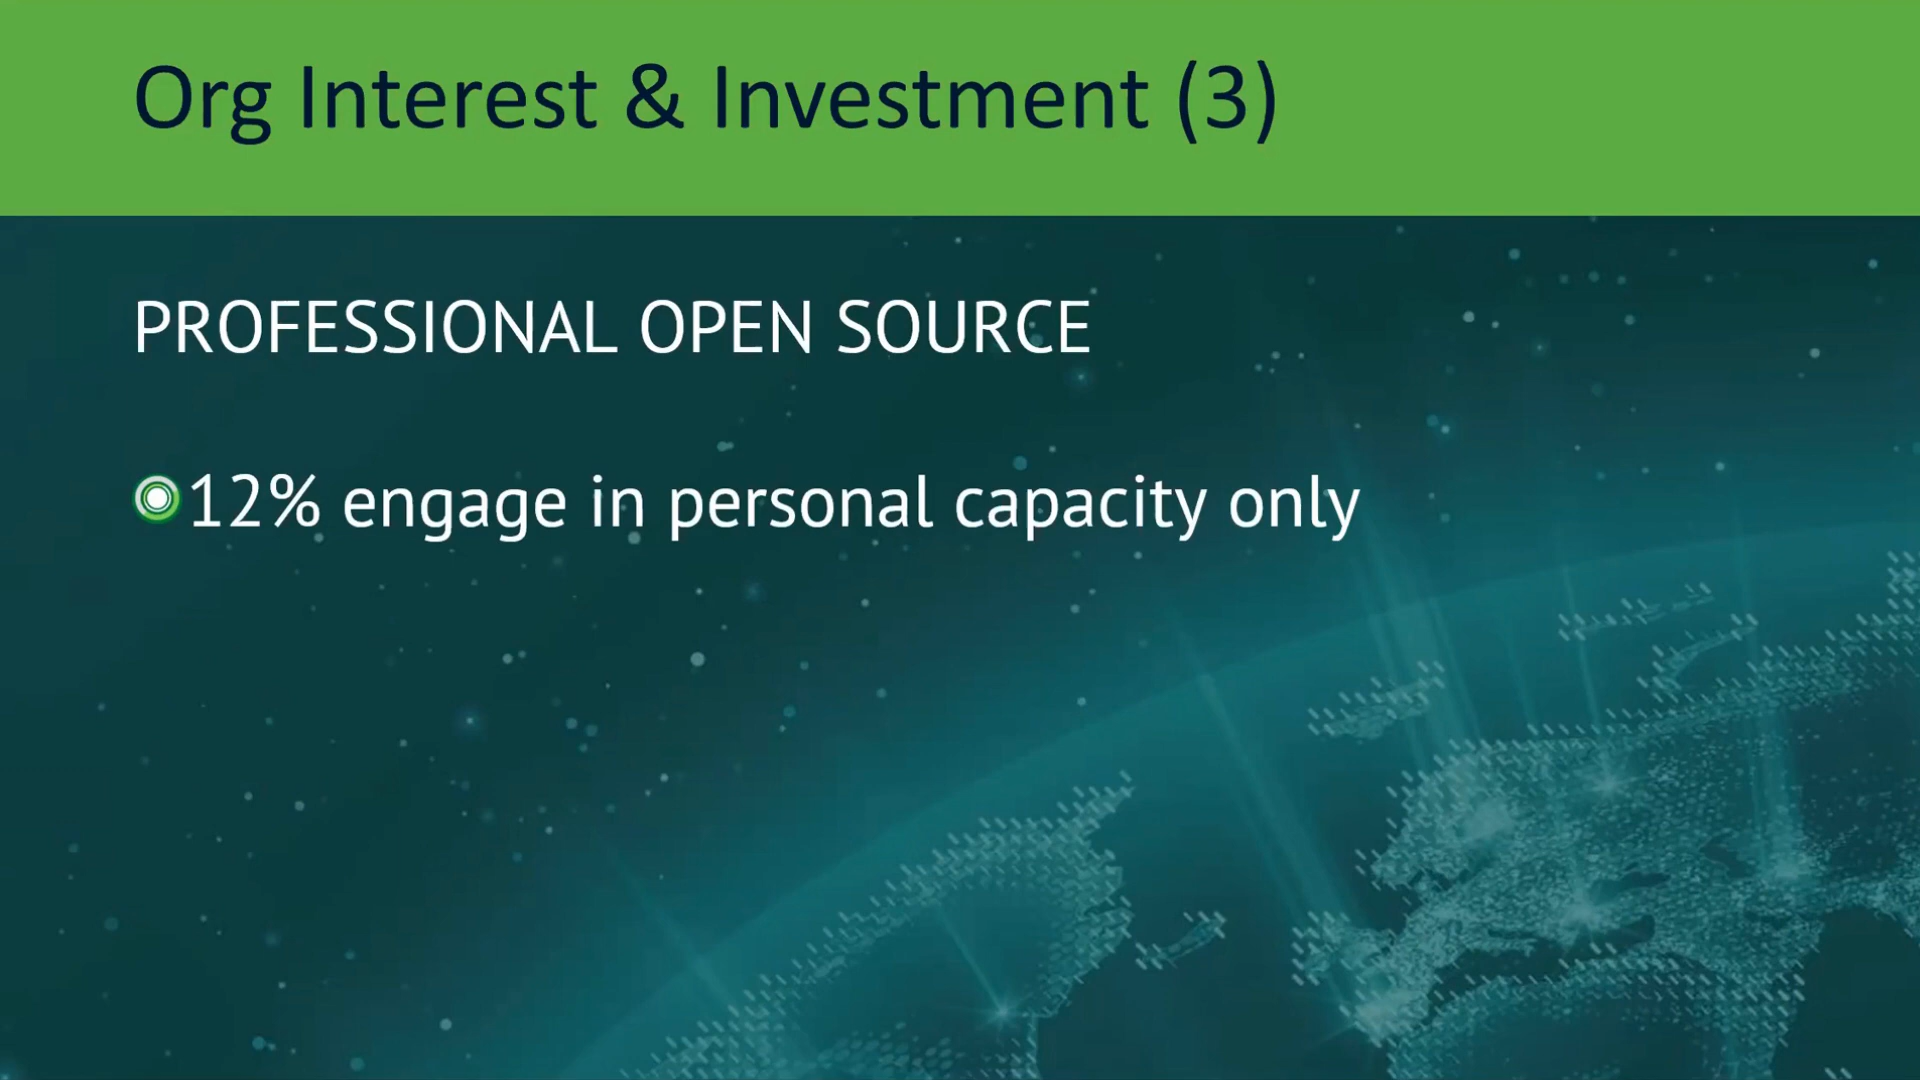 Org Interest & Investment (3)
PROFESSIONAL OPEN SOURCE
12% engage in personal capacity only